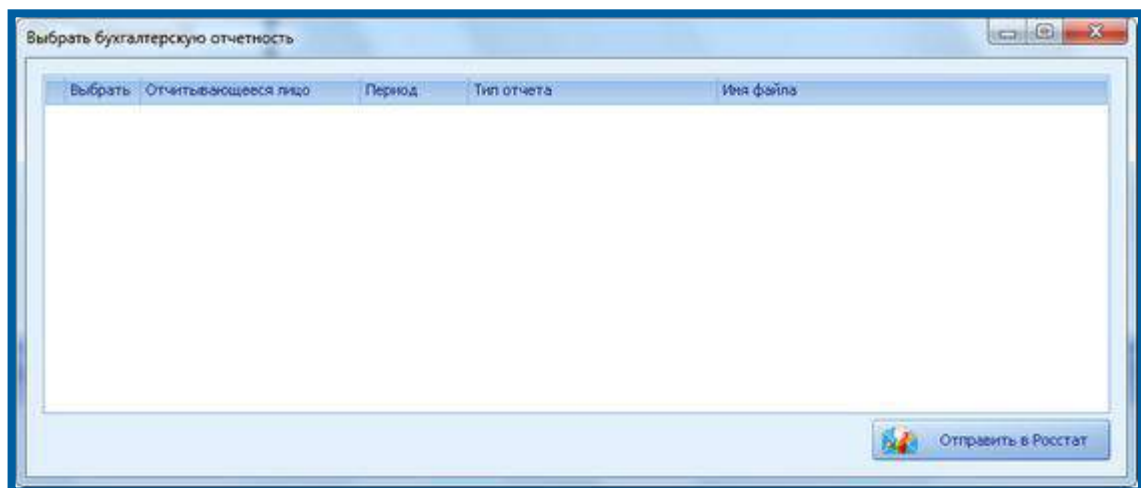 Выбрать бухгалтерскую отчетность
Выбрать Отчитывающееся лицо Период Тип отчета Имя файла
Отправить в Росстат